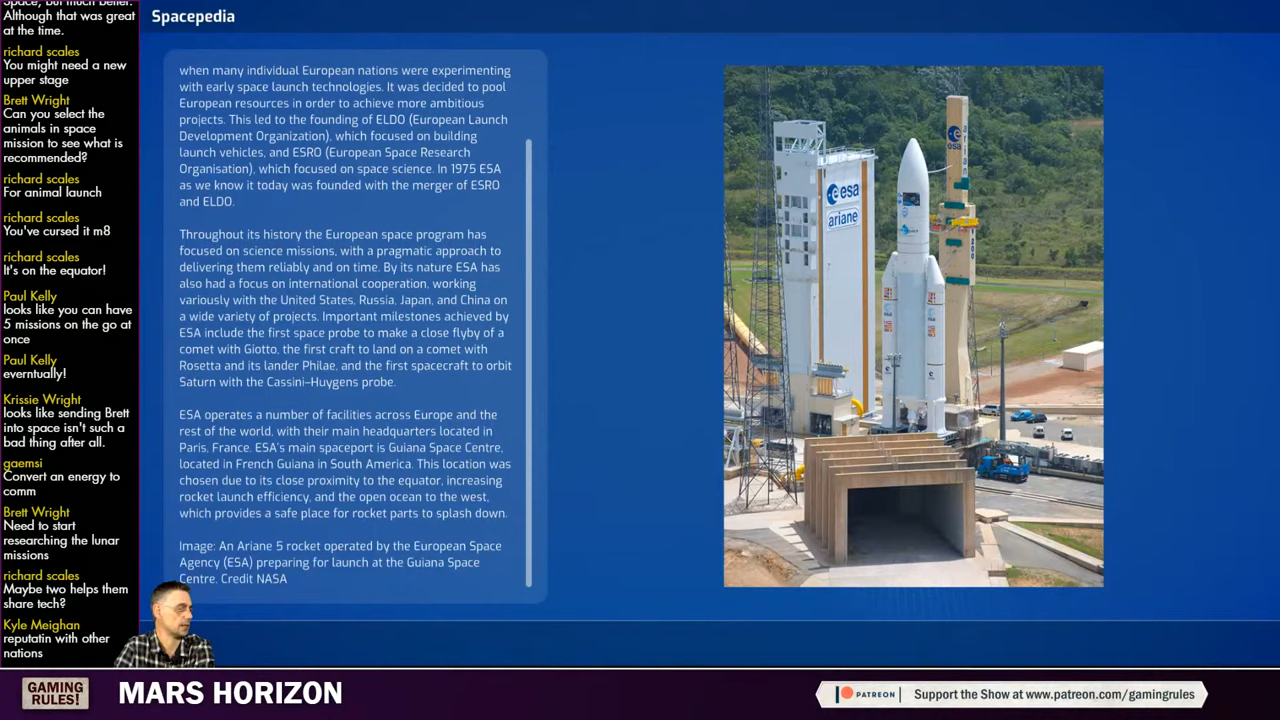 Space, but much better.
Although that was great
at the time.
richard scales
You might need a new
upper stage
Brett Wright
Can you select the
animals in space
mission to see what is
recommended?
richard scales
For animal launch
richard scales
You've cursed it m8
richard scales
It's on the equator!
Paul Kelly
looks like you can have
5 missions on the go at
once
Paul Kelly
everntually!
Krissie Wright
looks like sending Brett
into space isn't such a
bad thing after all.
gaemsi
Convert an energy to
comm
Brett Wright
Need to start
researching the lunar
missions
richard scales
Maybe two helps them
share tech?
Kyle Meighan
reputatin with other
nations
Spacepedia
when many individual European nations were experimenting
with early space launch technologies. It was decided to pool
European resources in order to achieve more ambitious
projects. This led to the founding of ELDO (European Launch
Development Organization), which focused on building
launch vehicles, and ESRO (European Space Research
Organisation), which focused on space science. In 1975 ESA
as we know it today was founded with the merger of ESRO
and ELDO.
Throughout its history the European space program has
focused on science missions, with a pragmatic approach to
delivering them reliably and on time. By its nature ESA has
also had a focus on international cooperation, working
variously with the United States, Russia, Japan, and China on
a wide variety of projects. Important milestones achieved by
ESA include the first space probe to make a close flyby of a
comet with Giotto, the first craft to land on a comet with
Rosetta and its lander Philae, and the first spacecraft to orbit
Saturn with the Cassini–Huygens probe.
ESA operates a number of facilities across Europe and the
rest of the world, with their main headquarters located in
Paris, France. ESA's main spaceport is Guiana Space Centre,
located in French Guiana in South America. This location was
chosen due to its close proximity to the equator, increasing
rocket launch efficiency, and the open ocean to the west,
which provides a safe place for rocket parts to splash down.
Image: An Ariane 5 rocket operated by the European Space
Agency (ESA) preparing for launch at the Guiana Space
Centre. Credit NASA
esa
ariane
esa
GAMING
RULES!
MARS HORIZON
PATREON
Support the Show at www.patreon.com/gamingrules